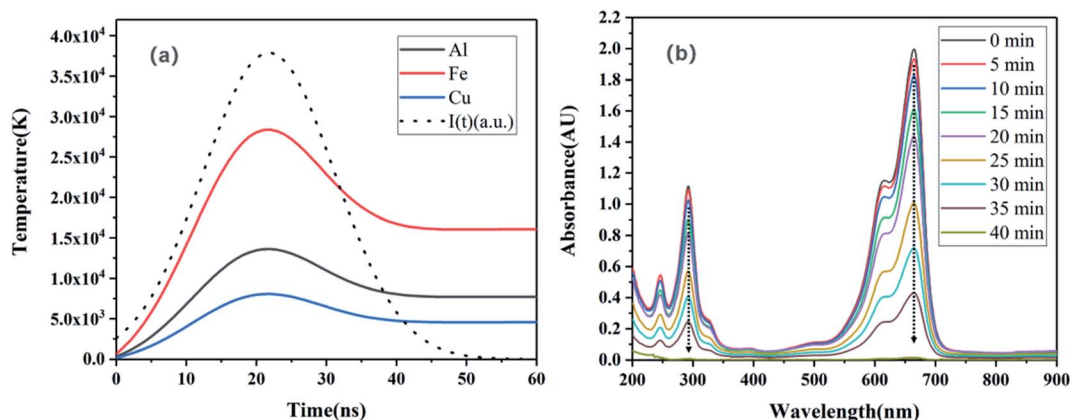 (a)
Al
Fe
Cu
I(t)(a.u.)
Temperature(K)
4.0x10⁴
3.5x10⁴
3.0x10⁴
2.5x10⁴
2.0x10⁴
1.5x10⁴
1.0x10⁴
5.0x10³
0.0
0 10 20 30 40 50 60
Time(ns)
(b)
0 min
5 min
10 min
15 min
20 min
25 min
30 min
35 min
40 min
Absorbance(AU)
2.2
2.0
1.8
1.6
1.4
1.2
1.0
0.8
0.6
0.4
0.2
0.0
200 300 400 500 600 700 800 900
Wavelength(nm)